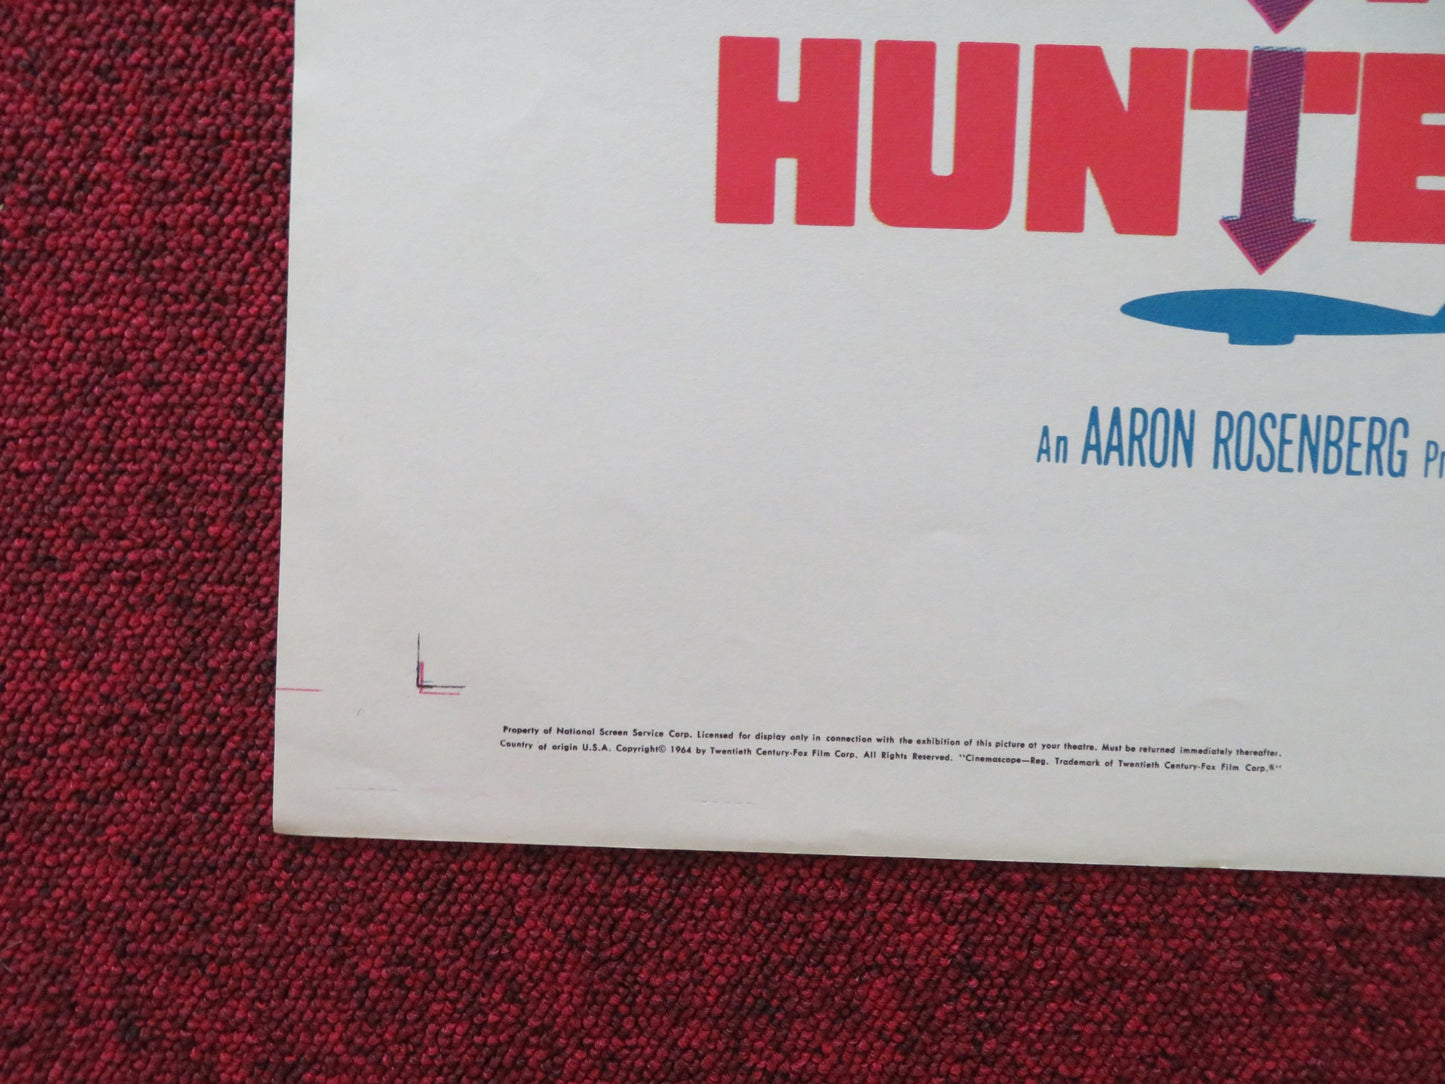 HUNTE
An AARON ROSENBERG Pr
Property of National Screen Service Corp. Licensed for display only in connection with the exhibition of this picture at your theatre. Must be returned immediately thereafter.
Country of origin U.S.A. Copyright© 1964 by Twentieth Century-Fox Film Corp. All Rights Reserved. "Cinemascope—Reg. Trademark of Twentieth Century-Fox Film Corp.®"